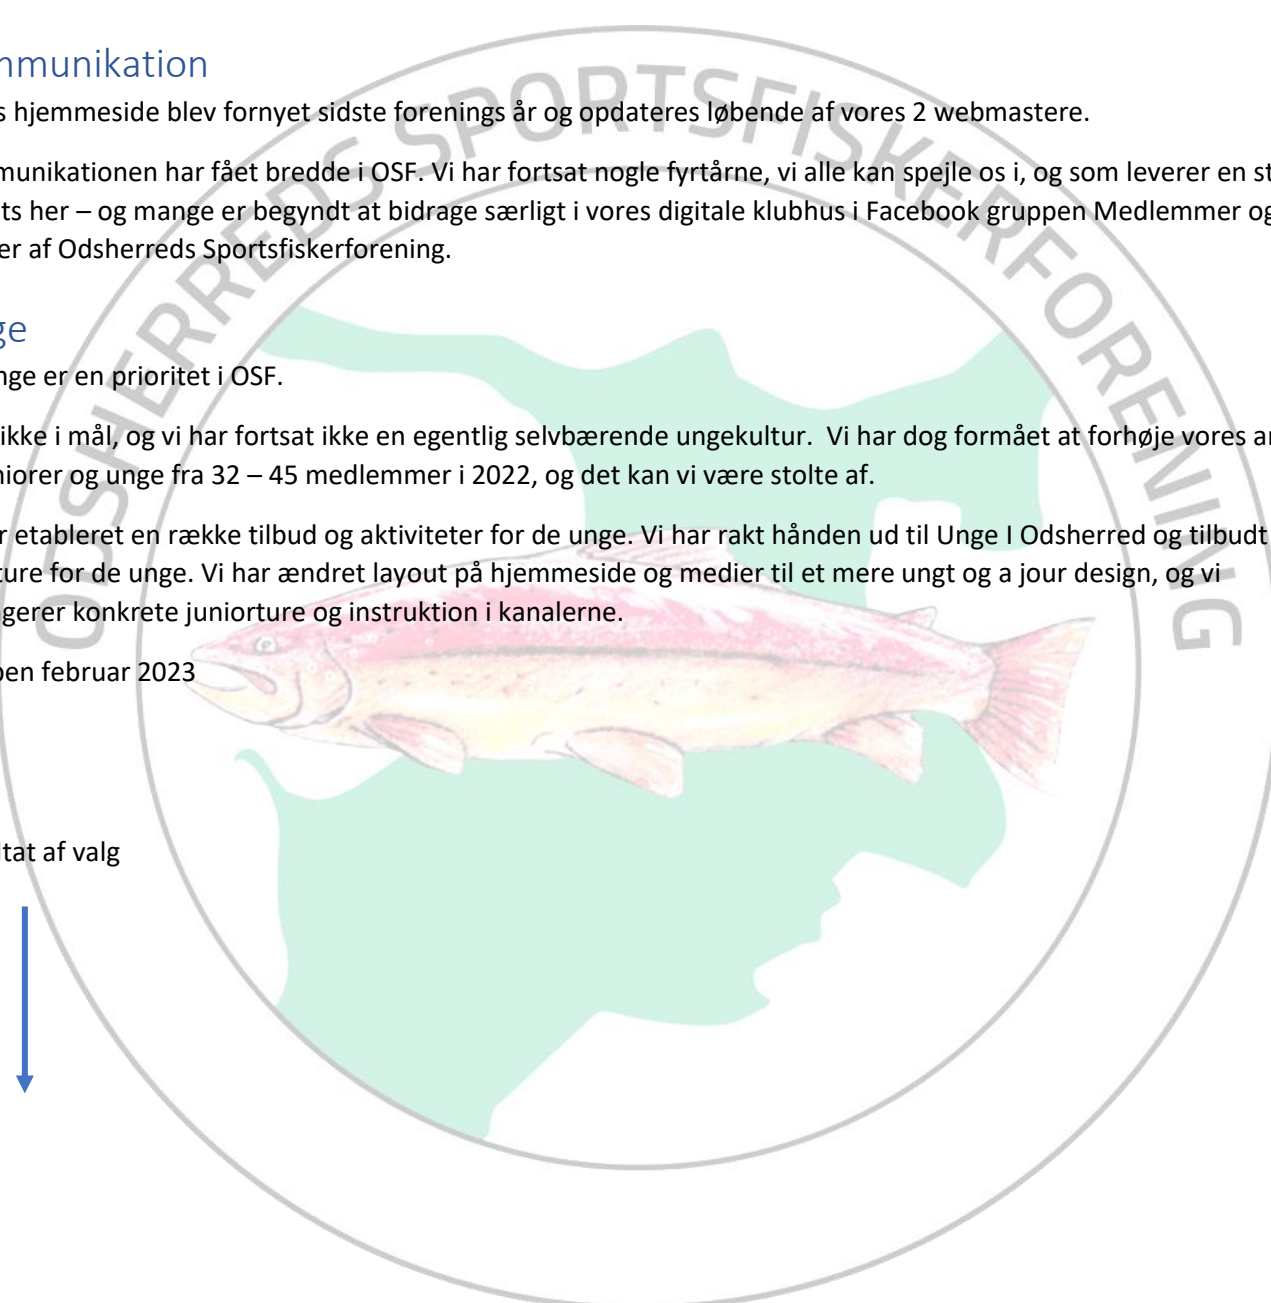 nmunikation
s hjemmeside blev fornyet sidste forenings år og opdateres løbende af vores 2 webmastere.
munikationen har fået bredde i OSF. Vi har fortsat nogle fyrtårne, vi alle kan spejle os i, og som leverer en st
ts her – og mange er begyndt at bidrage særligt i vores digitale klubhus i Facebook gruppen Medlemmer og
er af Odsherreds Sportsfiskerforening.
ge
nge er en prioritet i OSF.
ikke i mål, og vi har fortsat ikke en egentlig selvbærende ungekultur. Vi har dog formået at forhøje vores an
niorer og unge fra 32 – 45 medlemmer i 2022, og det kan vi være stolte af.
r etableret en række tilbud og aktiviteter for de unge. Vi har rakt hånden ud til Unge I Odsherred og tilbudt
ture for de unge. Vi har ændret layout på hjemmeside og medier til et mere ungt og a jour design, og vi
gerer konkrete juniorture og instruktion i kanalerne.
pen februar 2023
ltat af valg
ODSHERREDS SPORTSFISKERFORENING